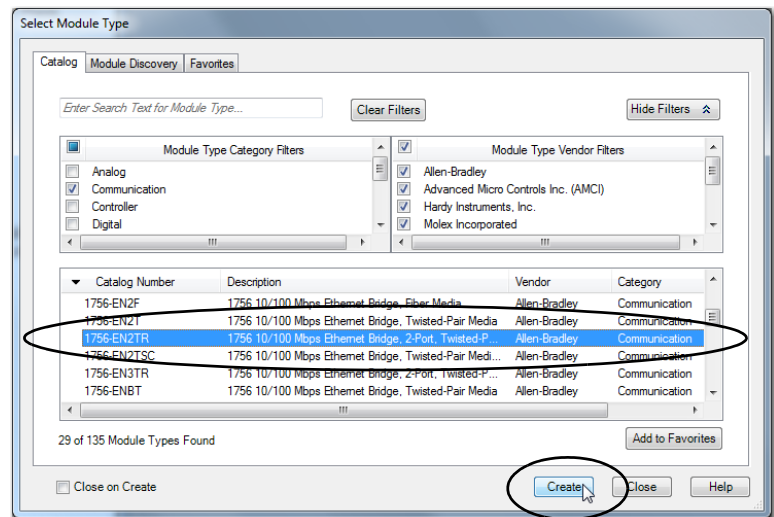 Select Module Type
Catalog Module Discovery Favorites
Enter Search Text for Module Type... Clear Filters Hide Filters
Module Type Category Filters Module Type Vendor Filters
Analog Allen-Bradley
Communication Advanced Micro Controls Inc. (AMCI)
Controller Hardy Instruments, Inc.
Digital Molex Incorporated
Catalog Number Description Vendor Category
1756-EN2F 1756 10/100 Mbps Ethernet Bridge, Fiber Media Allen-Bradley Communication
1756-EN2T 1756 10/100 Mbps Ethernet Bridge, Twisted-Pair Media Allen-Bradley Communication
1756-EN2TR 1756 10/100 Mbps Ethernet Bridge, 2-Port, Twisted-P... Allen-Bradley Communication
1756-EN2TSC 1756 10/100 Mbps Ethernet Bridge, Twisted-Pair Medi... Allen-Bradley Communication
1756-EN3TR 1756 10/100 Mbps Ethernet Bridge, 2-Port, Twisted-P... Allen-Bradley Communication
1756-ENBT 1756 10/100 Mbps Ethernet Bridge, Twisted-Pair Media Allen-Bradley Communication
29 of 135 Module Types Found Add to Favorites
Close on Create Create Close Help